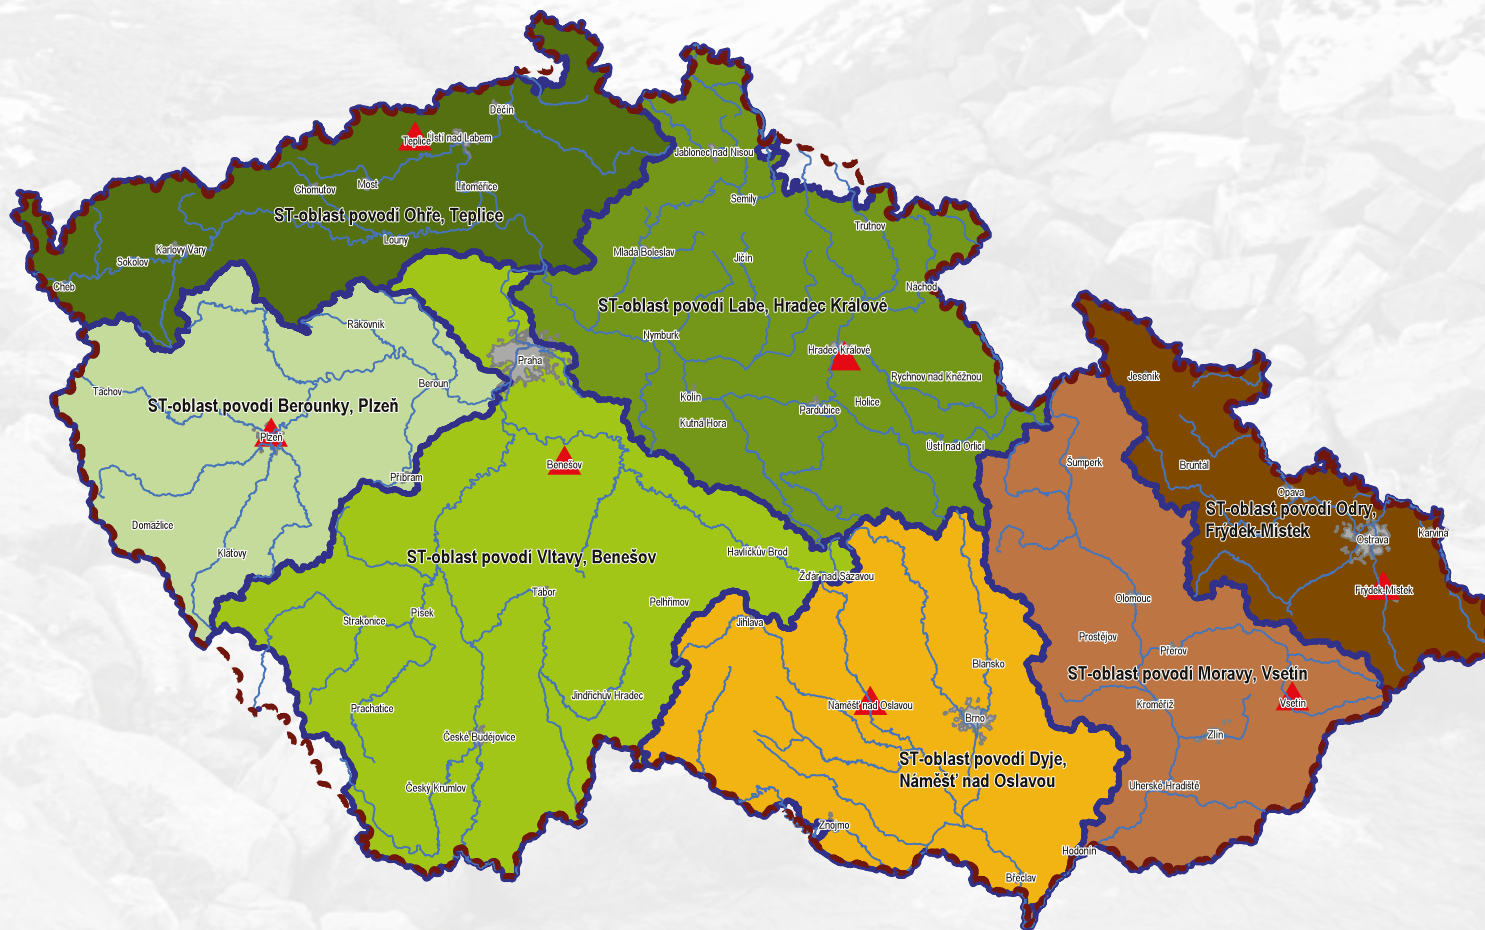 Děčín
Teplice
Ústí nad Labem
Jablonec nad Nisou
Most
Chomutov
Litoměřice
Semily
ST-oblast povodí Ohře, Teplice
Trutnov
Louny
Karlovy Vary
Mladá Boleslav
Jičín
Sokolov
Cheb
Náchod
ST-oblast povodí Labe, Hradec Králové
Rakovník
Nymburk
Hradec Králové
Praha
Rychnov nad Kněžnou
Jeseník
Beroun
Tachov
Kolín
Holice
ST-oblast povodí Berounky, Plzeň
Pardubice
Kutná Hora
Plzeň
Ústí nad Orlicí
Benešov
Šumperk
Bruntál
Příbram
Opava
ST-oblast povodí Odry,
Frýdek-Místek
Domažlice
Karviná
Ostrava
Klatovy
ST-oblast povodí Vltavy, Benešov
Havlíčkův Brod
Žďár nad Sázavou
Frýdek-Místek
Tábor
Olomouc
Pelhřimov
Písek
Strakonice
Jihlava
Prostějov
Přerov
Blansko
ST-oblast povodí Moravy, Vsetín
Jindřichův Hradec
Vsetín
Kroměříž
Náměšť nad Oslavou
Prachatice
Brno
Zlín
České Budějovice
ST-oblast povodí Dyje,
Náměšť nad Oslavou
Uherské Hradiště
Český Krumlov
Znojmo
Hodonín
Břeclav